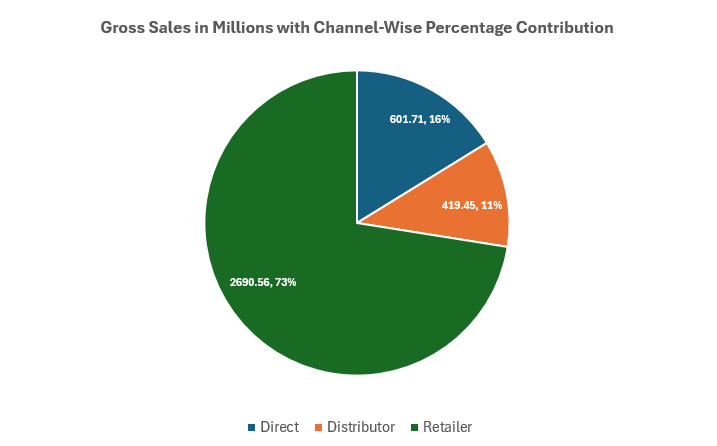 Gross Sales in Millions with Channel-Wise Percentage Contribution
601.71, 16%
419.45, 11%
2690.56, 73%
Direct Distributor Retailer